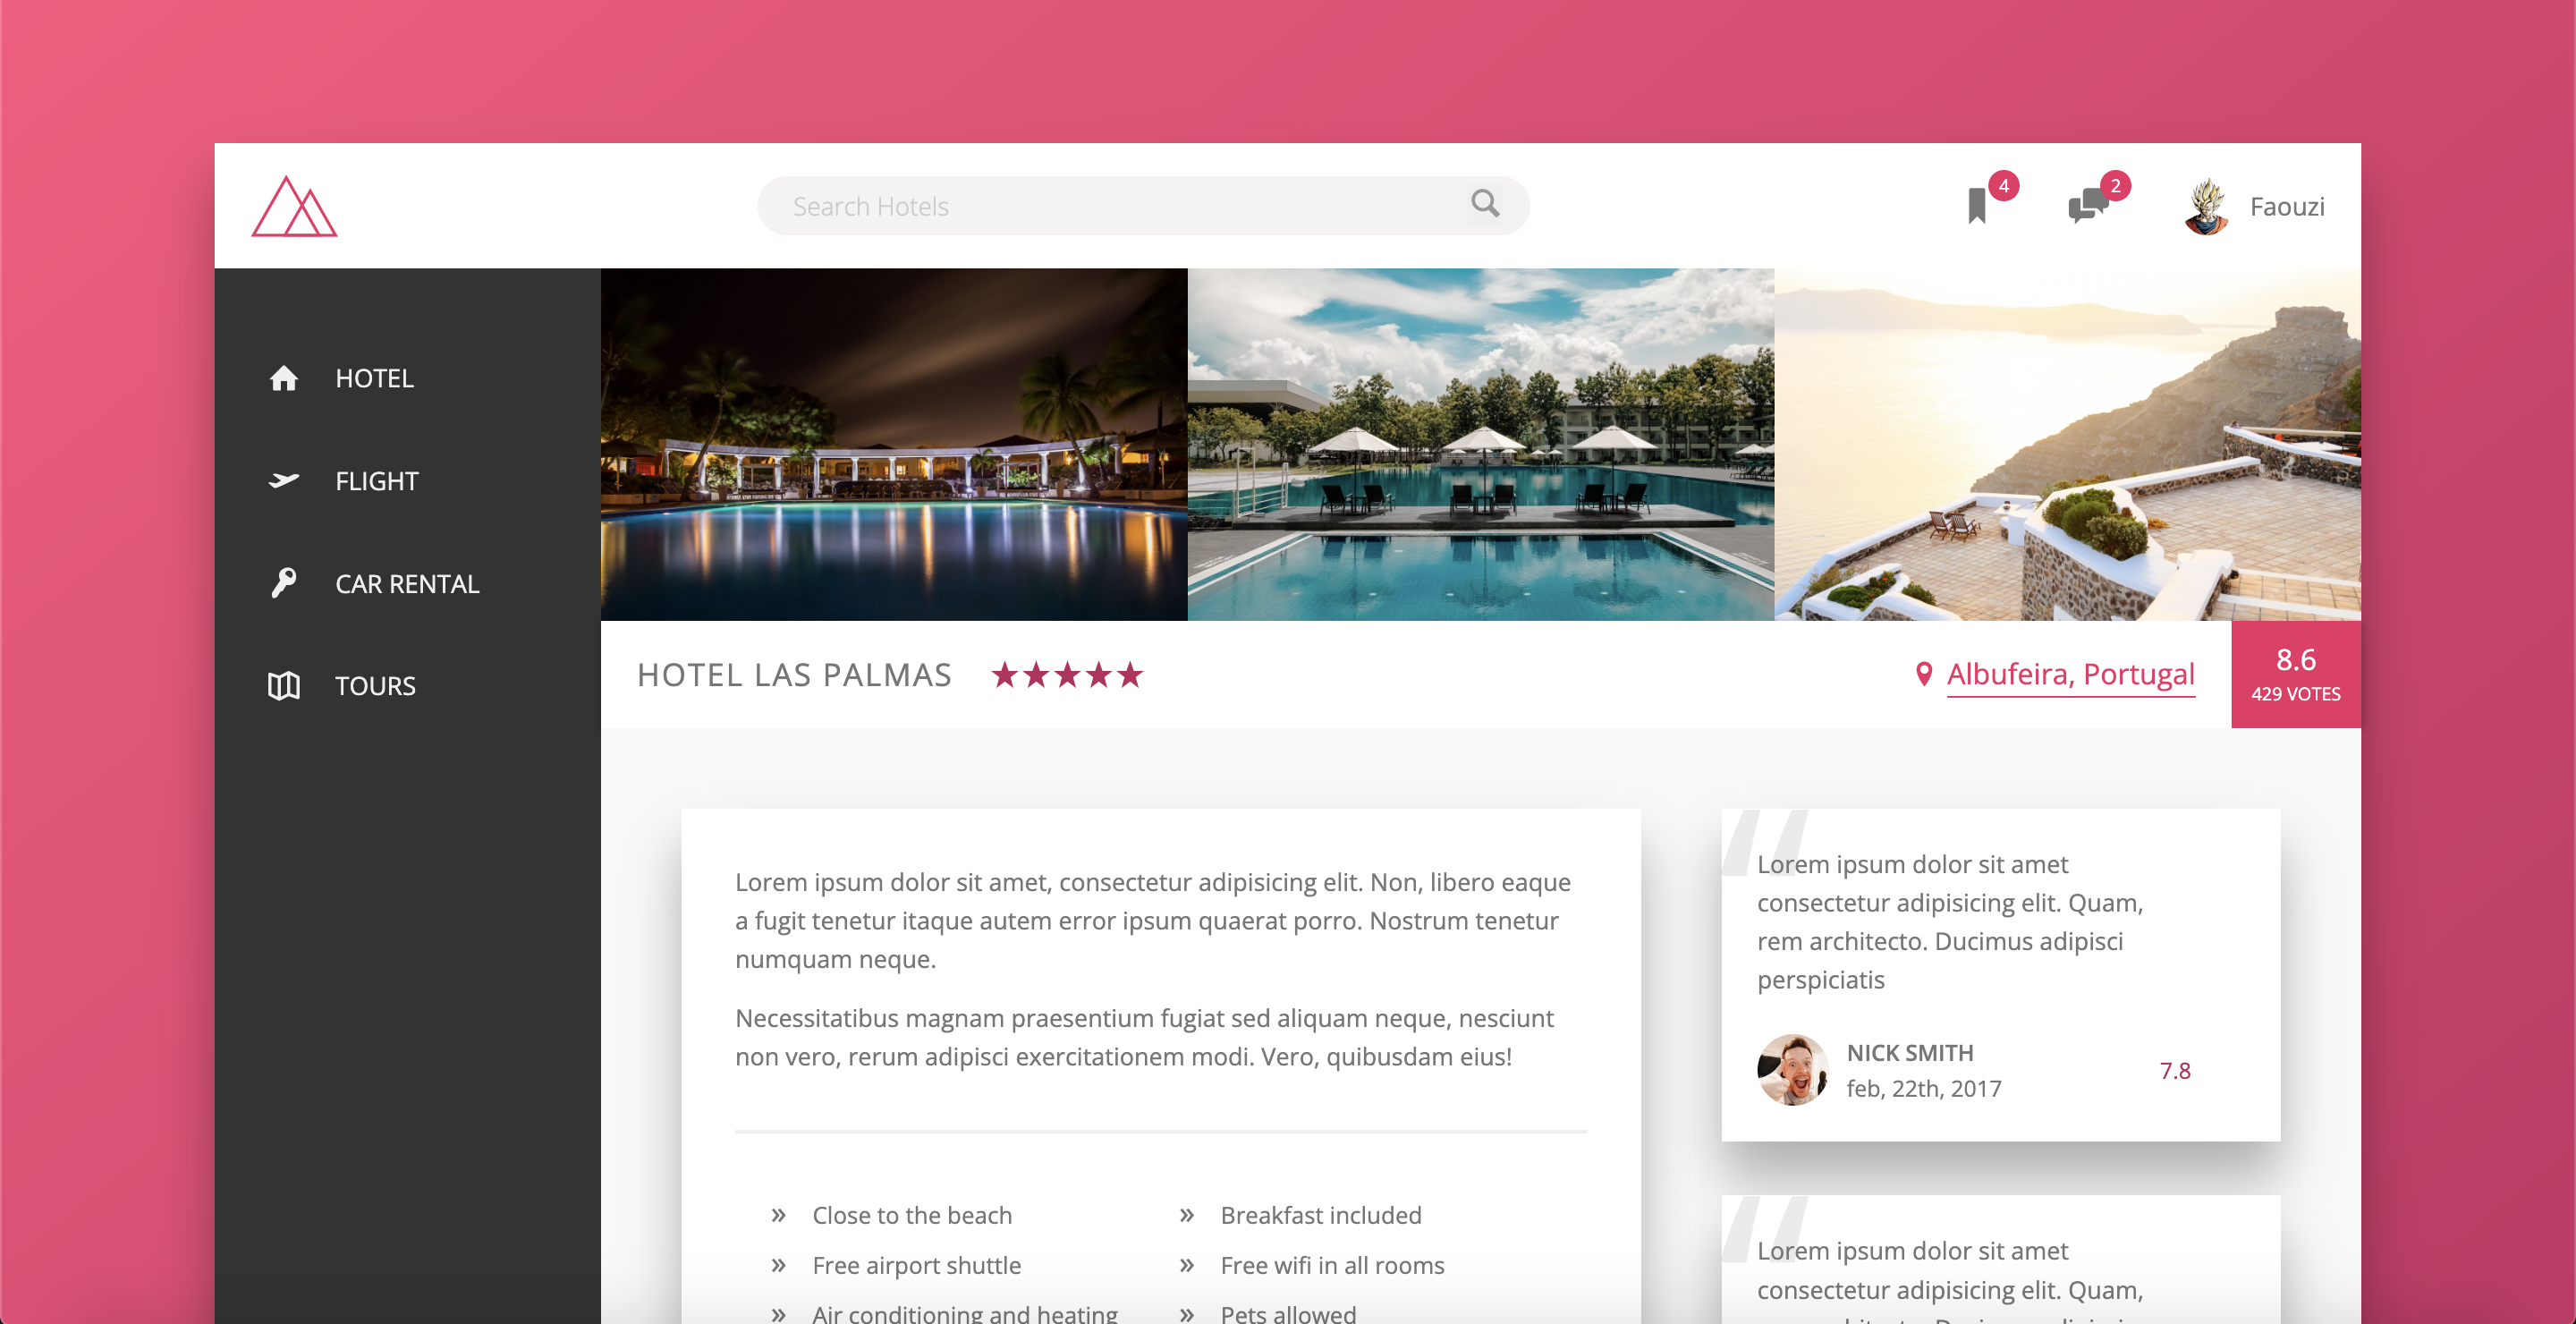 Search Hotels
4
2
Faouzi
HOTEL
FLIGHT
CAR RENTAL
TOURS
HOTEL LAS PALMAS
Albufeira, Portugal
8.6
429 VOTES
Lorem ipsum dolor sit amet, consectetur adipisicing elit. Non, libero eaque
a fugit tenetur itaque autem error ipsum quaerat porro. Nostrum tenetur
numquam neque.
Necessitatibus magnam praesentium fugiat sed aliquam neque, nesciunt
non vero, rerum adipisci exercitationem modi. Vero, quibusdam eius!
» Close to the beach
» Breakfast included
» Free airport shuttle
» Free wifi in all rooms
» Air conditioning and heating
» Pets allowed
“
Lorem ipsum dolor sit amet
consectetur adipisicing elit. Quam,
rem architecto. Ducimus adipisci
perspiciatis
NICK SMITH
feb, 22th, 2017
7.8
“
Lorem ipsum dolor sit amet
consectetur adipisicing elit. Quam,